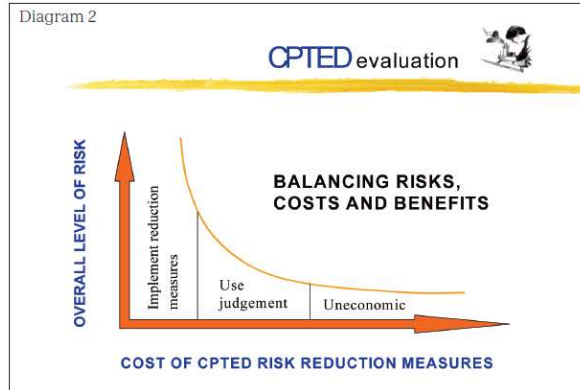 Diagram 2
CPTED evaluation
OVERALL LEVEL OF RISK
BALANCING RISKS,
COSTS AND BENEFITS
Implement reduction
measures
Use
judgement
Uneconomic
COST OF CPTED RISK REDUCTION MEASURES